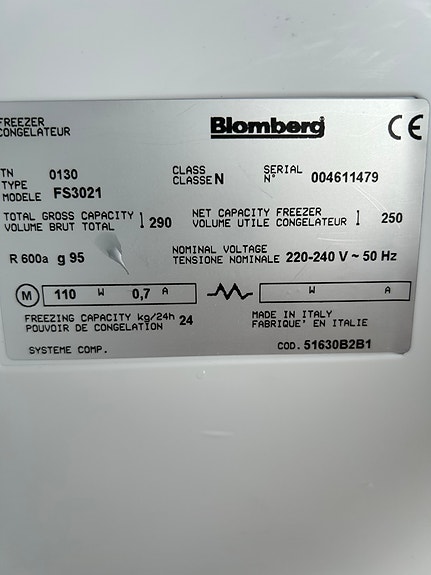 FREEZER
CONGELATEUR
Blomberg
CE
TN 0130
TYPE
MODELE FS3021
CLASS
CLASSE N
SERIAL
N° 004611479
TOTAL GROSS CAPACITY
VOLUME BRUT TOTAL l 290
NET CAPACITY FREEZER
VOLUME UTILE CONGELATEUR l 250
R 600a g 95
NOMINAL VOLTAGE
TENSIONE NOMINALE 220-240 V ~ 50 Hz
M 110 W 0,7 A
W A
FREEZING CAPACITY kg/24h
POUVOIR DE CONGELATION 24
MADE IN ITALY
FABRIQUE' EN ITALIE
SYSTEME COMP.
COD. 51630B2B1